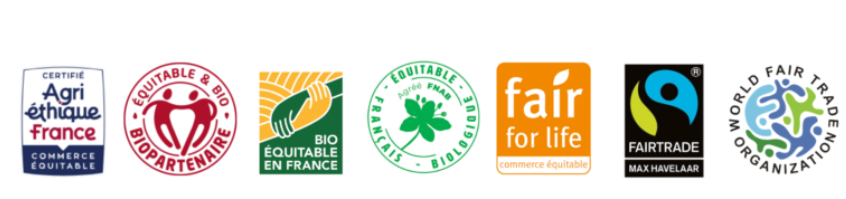 CERTIFIÉ
Agri
éthique
france
COMMERCE
ÉQUITABLE
ÉQUITABLE & BIO
BIOPARTENAIRE
BIO
ÉQUITABLE
EN FRANCE
ÉQUITABLE
Agréé FNAB
FRANÇAIS - BIOLOGIQUE
fair
for life
commerce équitable
®
FAIRTRADE
MAX HAVELAAR
WORLD FAIR TRADE
ORGANIZATION